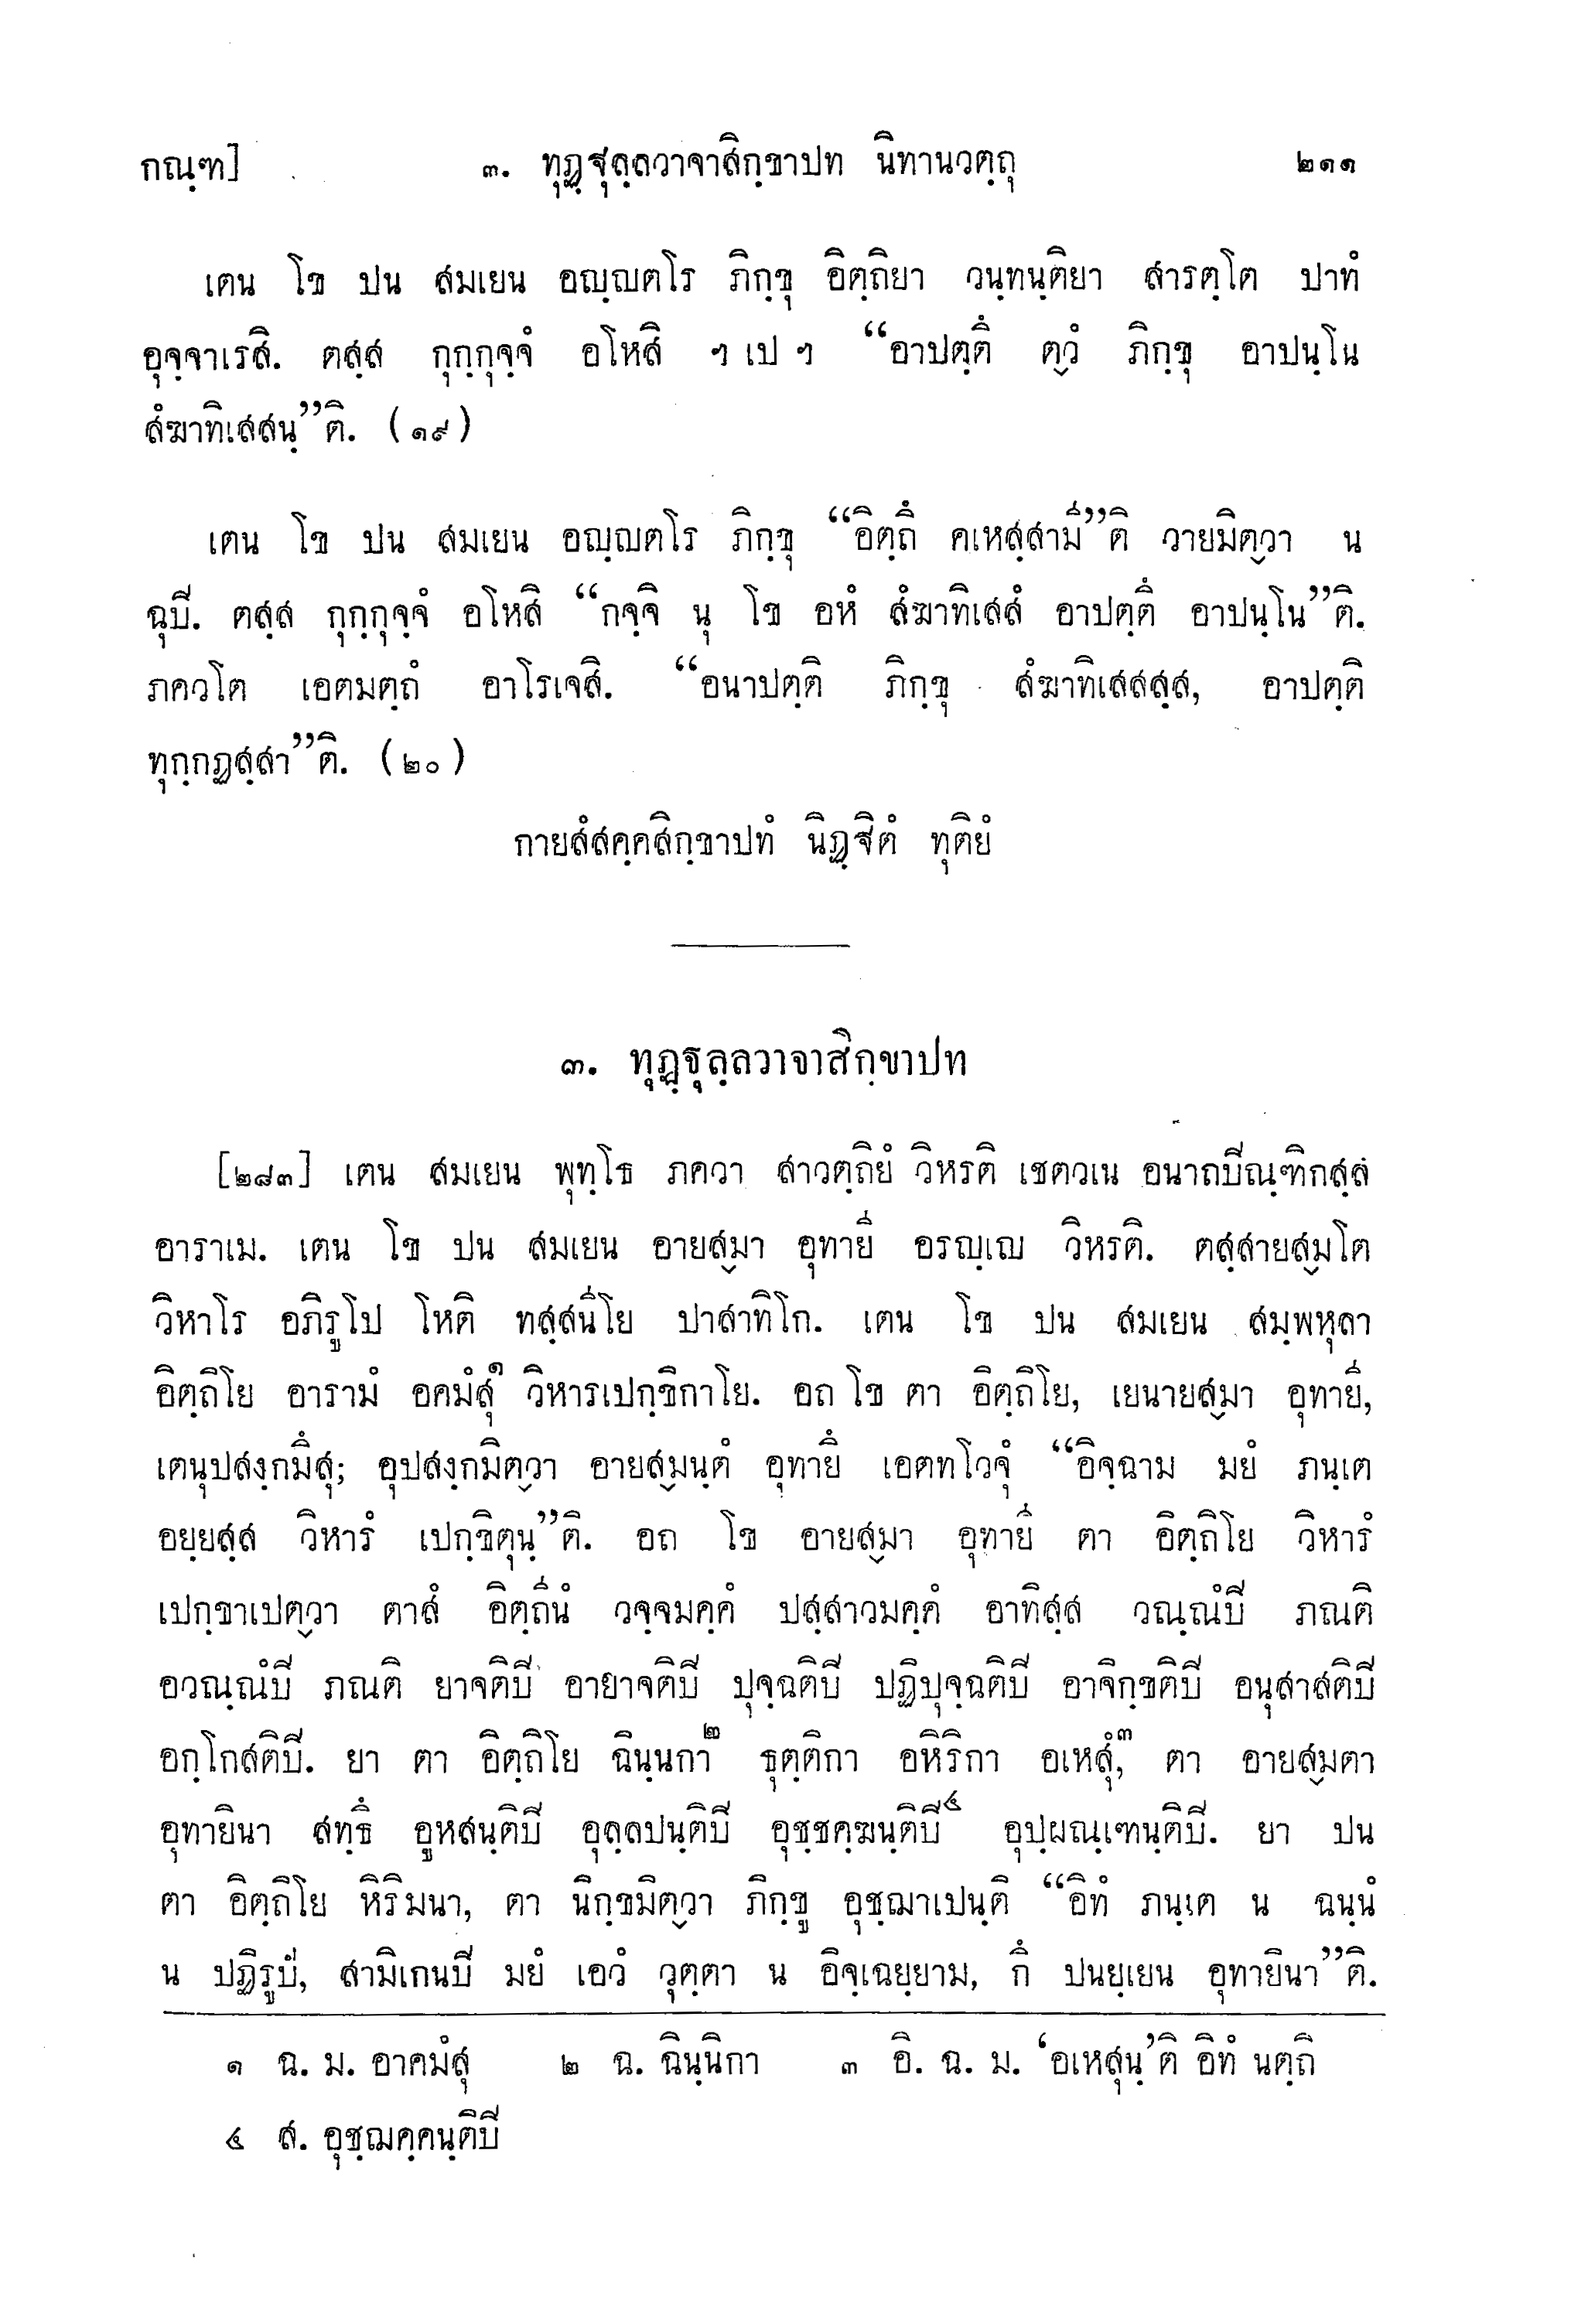 กณฺฑ] ๓. ทุฏฺฐุลฺลวาจาสิกฺขาปท นิทานวตฺถุ ๒๑๑
เตน โข ปน สมเยน อญฺญตโร ภิกฺขุ อิตฺถิยา วนฺทนฺติยา สารตฺโต ปาทํ
อุจฺจาเรสิ. ตสฺส กุกฺกุจฺจํ อโหสิ ฯ เป ฯ “อาปตฺตึ ตฺวํ ภิกฺขุ อาปนฺโน
สํฆาทิเสสนฺ”ติ. (๑๙)
เตน โข ปน สมเยน อญฺญตโร ภิกฺขุ “อิตฺถึ คเหสฺสามี”ติ วายมิตฺวา น
ฉุปี. ตสฺส กุกฺกุจฺจํ อโหสิ “กจฺจิ นุ โข อหํ สํฆาทิเสสํ อาปตฺตึ อาปนฺโน”ติ.
ภควโต เอตมตฺถํ อาโรเจสิ. “อนาปตฺติ ภิกฺขุ สํฆาทิเสสสฺส, อาปตฺติ
ทุกฺกฏสฺสา”ติ. (๒๐)
กายสํสคฺคสิกฺขาปทํ นิฏฺฐิตํ ทุติยํ
๓. ทุฏฺฐุลฺลวาจาสิกฺขาปท
[๒๘๓] เตน สมเยน พุทฺโธ ภควา สาวตฺถิยํ วิหรติ เชตวเน อนาถปีณฺฑิกสฺส
อาราเม. เตน โข ปน สมเยน อายสฺมา อุทายี อรญฺเญ วิหรติ. ตสฺสายสฺมโต
วิหาโร อภิรูโป โหติ ทสฺสนีโย ปาสาทิโก. เตน โข ปน สมเยน สมฺพหุลา
อิตฺถิโย อารามํ อคมํสุ๑ วิหารเปกฺขิกาโย. อถ โข ตา อิตฺถิโย, เยนายสฺมา อุทายี,
เตนุปสงฺกมึสุ; อุปสงฺกมิตฺวา อายสฺมนฺตํ อุทายึ เอตทโวจุํ “อิจฺฉาม มยํ ภนฺเต
อยฺยสฺส วิหารํ เปกฺขิตุนฺ”ติ. อถ โข อายสฺมา อุทายี ตา อิตฺถิโย วิหารํ
เปกฺขาเปตฺวา ตาสํ อิตฺถีนํ วจฺจมคฺคํ ปสฺสาวมคฺคํ อาทิสฺส วณฺณํปี ภณติ
อวณฺณํปี ภณติ ยาจติปี อายาจติปี ปุจฺฉติปี ปฏิปุจฺฉติปี อาจิกฺขติปี อนุสาสติปี
อกฺโกสติปี. ยา ตา อิตฺถิโย ฉินฺนกา๒ ธุตฺติกา อหิริกา อเหสุํ,๓ ตา อายสฺมตา
อุทายินา สทฺธึ อูหสนฺติปี อุลฺลปนฺติปี อุชฺชคฺฆนฺติปี๔ อุปฺผณฺเฑนฺติปี. ยา ปน
ตา อิตฺถิโย หิริมนา, ตา นิกฺขมิตฺวา ภิกฺขู อุชฺฌาเปนฺติ “อิทํ ภนฺเต น ฉนฺนํ
น ปฏิรูปํ, สามิเกนปี มยํ เอวํ วุตฺตา น อิจฺเฉยฺยาม, กึ ปนยฺเยน อุทายินา”ติ.
๑ ฉ. ม. อาคมํสุ ๒ ฉ. ฉินฺนิกา ๓ อิ. ฉ. ม. ‘อเหสุนฺ’ติ อิทํ นตฺถิ
๔ ส. อุชฺฌคฺคนฺติปี